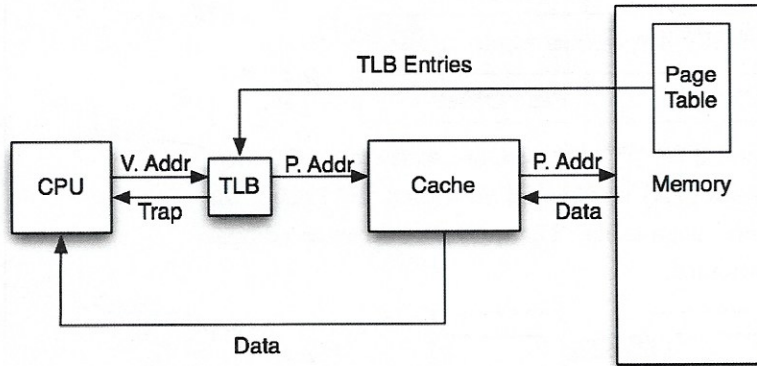 TLB Entries
Page
Table
CPU
V. Addr
Trap
TLB
P. Addr
Cache
P. Addr
Data
Memory
Data